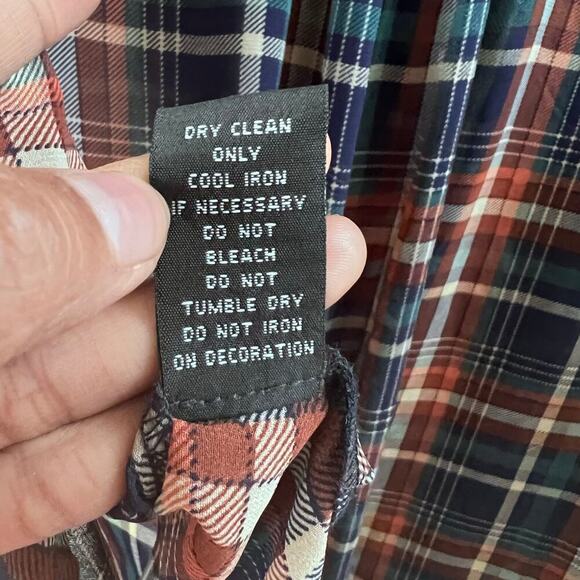 DRY CLEAN
ONLY
COOL IRON
IF NECESSARY
DO NOT
BLEACH
DO NOT
TUMBLE DRY
DO NOT IRON
ON DECORATION